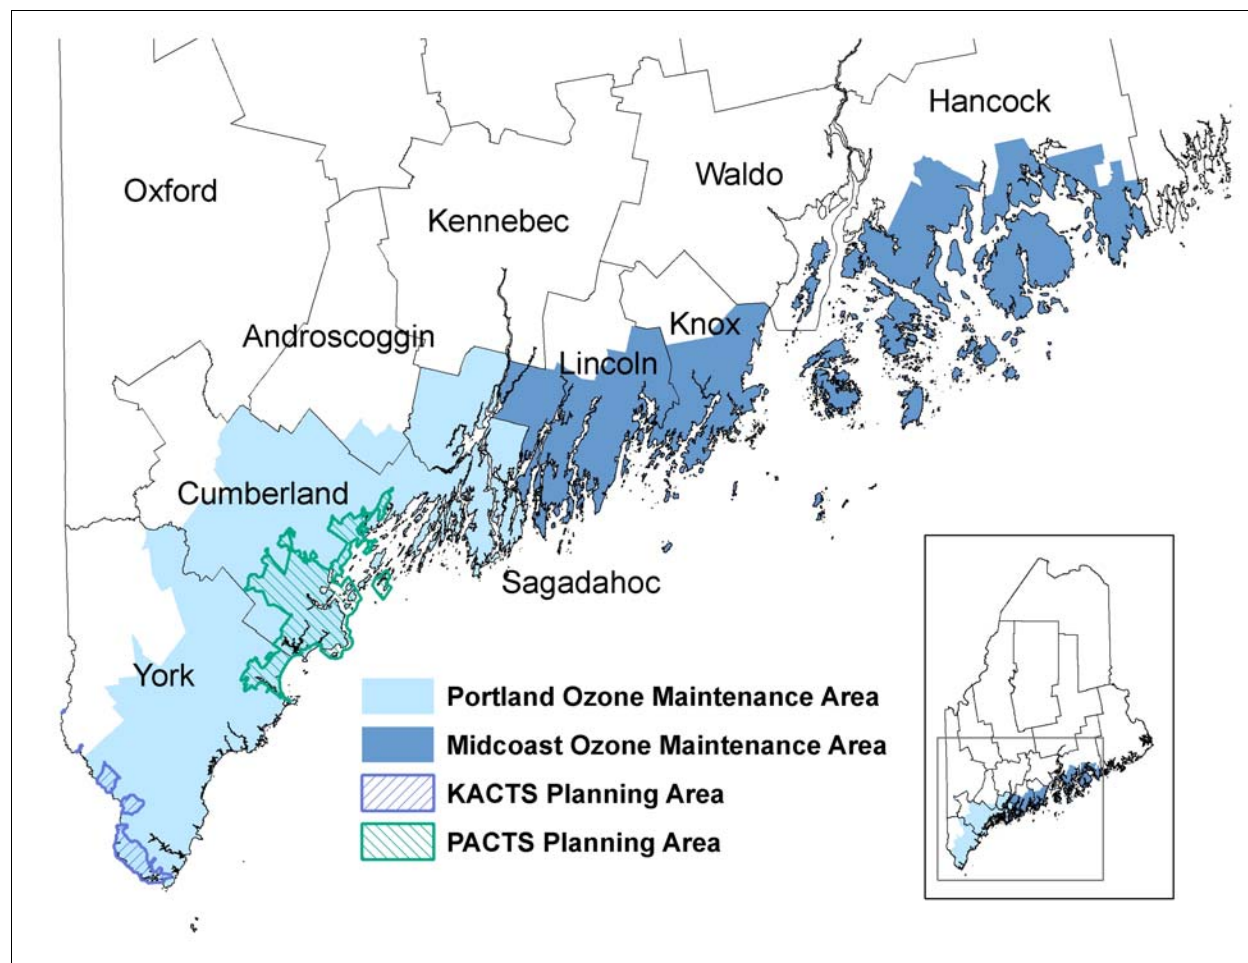 Hancock
Waldo
Oxford
Kennebec
Knox
Androscoggin
Lincoln
Cumberland
Sagadahoc
York
Portland Ozone Maintenance Area
Midcoast Ozone Maintenance Area
KACTS Planning Area
PACTS Planning Area